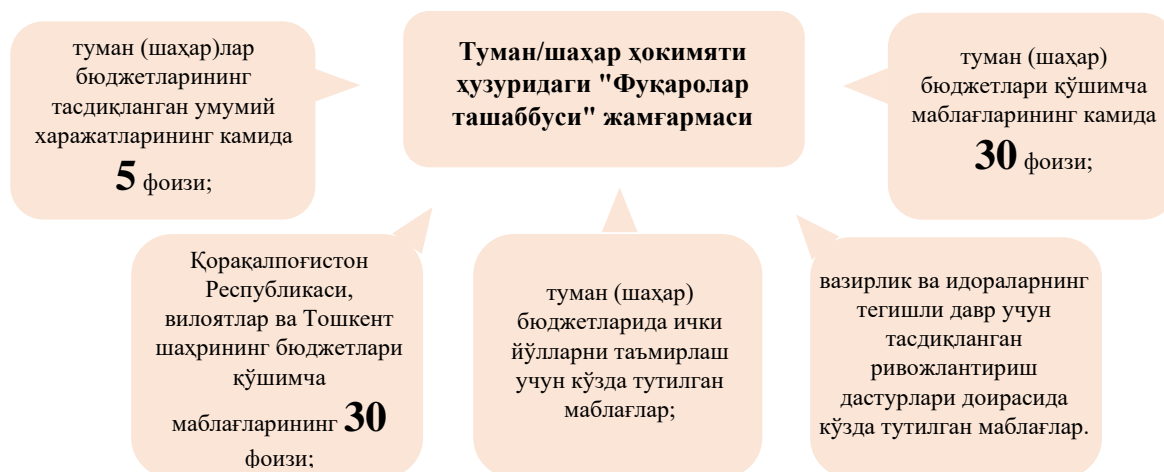 туман (шаҳар)лар
бюджетларининг
тасдиқланган умумий
харажатларининг камида
5 фоизи;
Туман/шаҳар ҳокимяти
ҳузуридаги "Фуқаролар
ташаббуси" жамғармаси
туман (шаҳар)
бюджетлари қўшимча
маблағларининг камида
30 фоизи;
Қорақалпоғистон
Республикаси,
вилоятлар ва Тошкент
шаҳрининг бюджетлари
қўшимча
маблағларининг 30
фоизи;
туман (шаҳар)
бюджетларида ички
йўлларни таъмирлаш
учун кўзда тутилган
маблағлар;
вазирлик ва идораларнинг
тегишли давр учун
тасдиқланган
ривожлантириш
дастурлари доирасида
кўзда тутилган маблағлар.